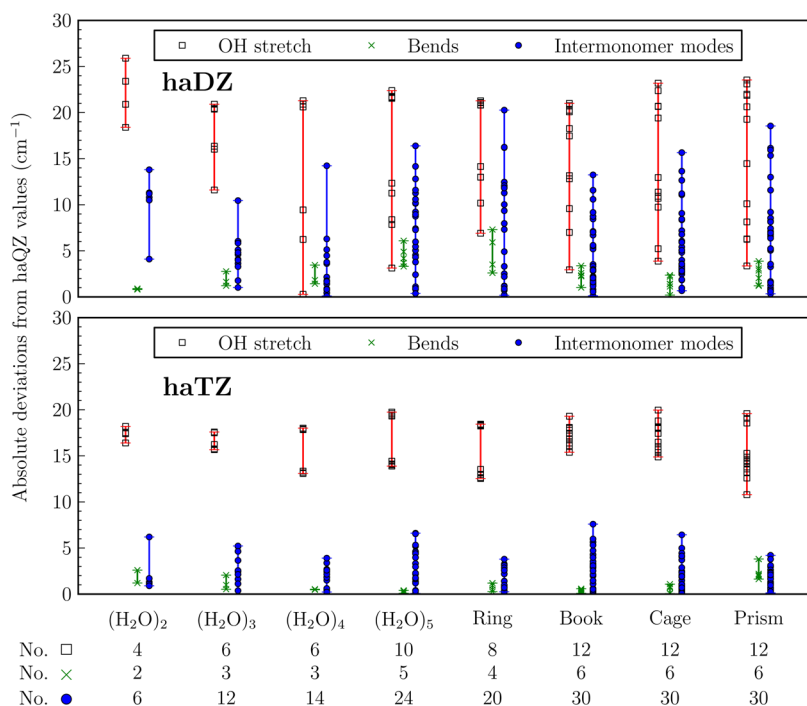 30
OH stretch Bends Intermonomer modes
25
haDZ
20
15
10
5
0
Absolute deviations from haQZ values (cm⁻¹)
30
OH stretch Bends Intermonomer modes
25
haTZ
20
15
10
5
0
(H₂O)₂ (H₂O)₃ (H₂O)₄ (H₂O)₅ Ring Book Cage Prism
No. 4 6 6 10 8 12 12 12
No. 2 3 3 5 4 6 6 6
No. 6 12 14 24 20 30 30 30